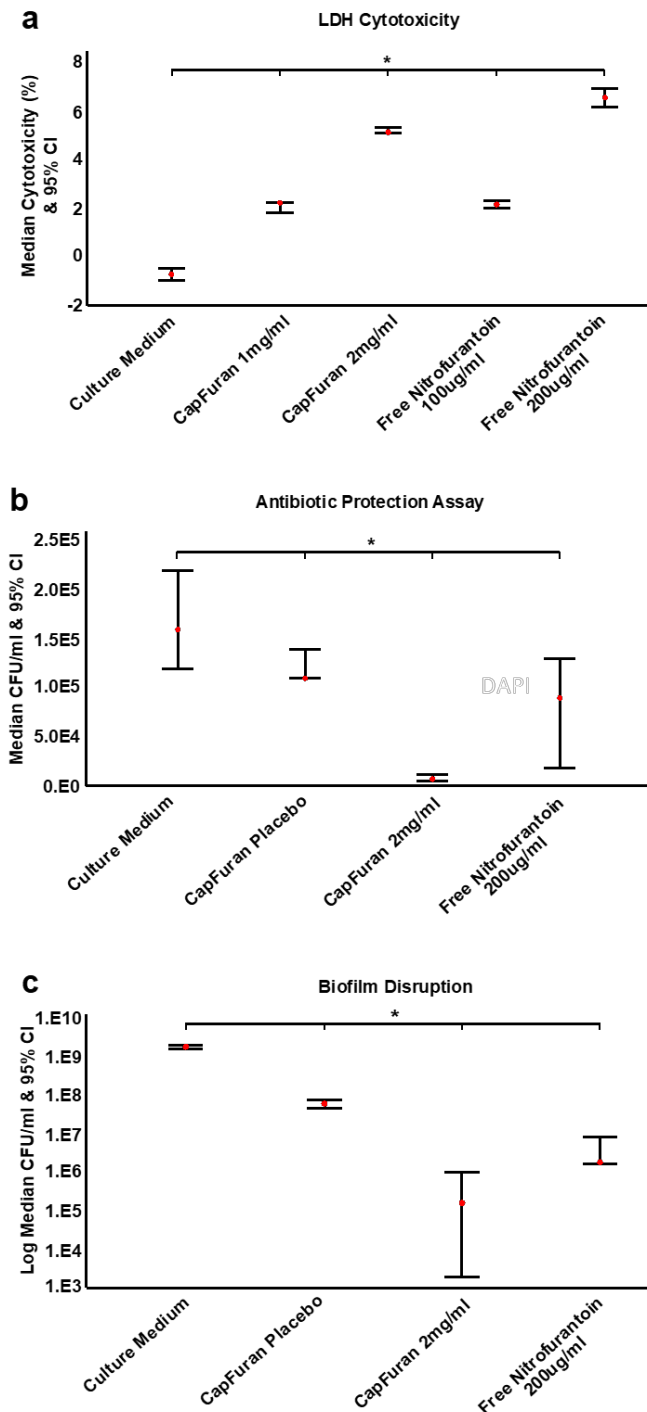 a
LDH Cytotoxicity
*
Median Cytotoxicity (%)
& 95% CI
8
6
4
2
0
-2
Culture Medium
CapFuran 1mg/ml
CapFuran 2mg/ml
Free Nitrofurantoin
100ug/ml
Free Nitrofurantoin
200ug/ml
b
Antibiotic Protection Assay
*
Median CFU/ml & 95% CI
2.5E5
2.0E5
1.5E5
1.0E5
5.0E4
0.E0
DAPI
Culture Medium
CapFuran Placebo
CapFuran 2mg/ml
Free Nitrofurantoin
200ug/ml
c
Biofilm Disruption
*
Log Median CFU/ml & 95% CI
1.E10
1.E9
1.E8
1.E7
1.E6
1.E5
1.E4
1.E3
Culture Medium
CapFuran Placebo
CapFuran 2mg/ml
Free Nitrofurantoin
200ug/ml